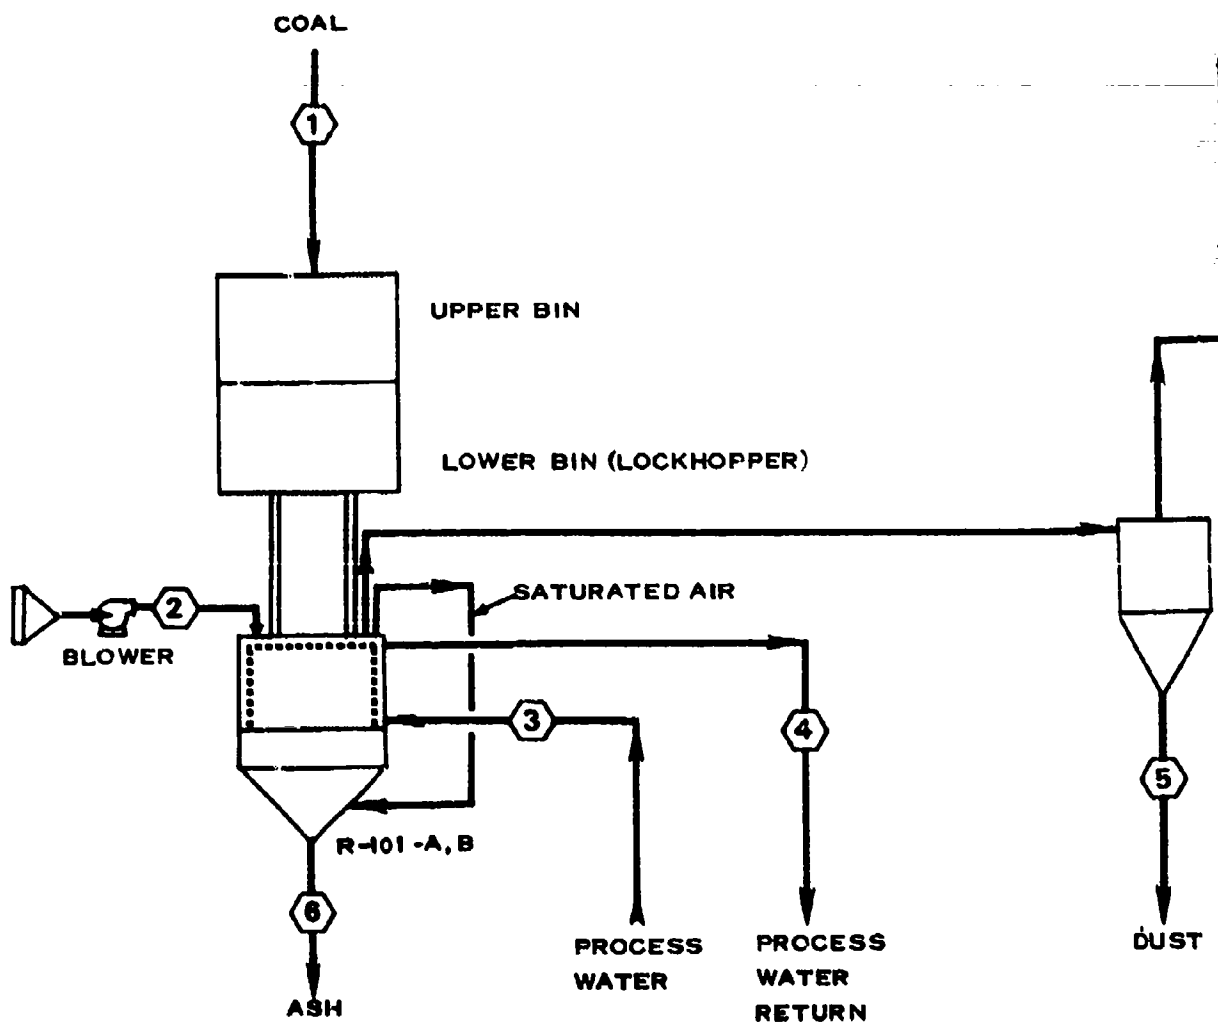 COAL
1
UPPER BIN
LOWER BIN (LOCKHOPPER)
SATURATED AIR
2
BLOWER
3
4
5
R-101-A, B
6
PROCESS
WATER
PROCESS
WATER
RETURN
DUST
ASH